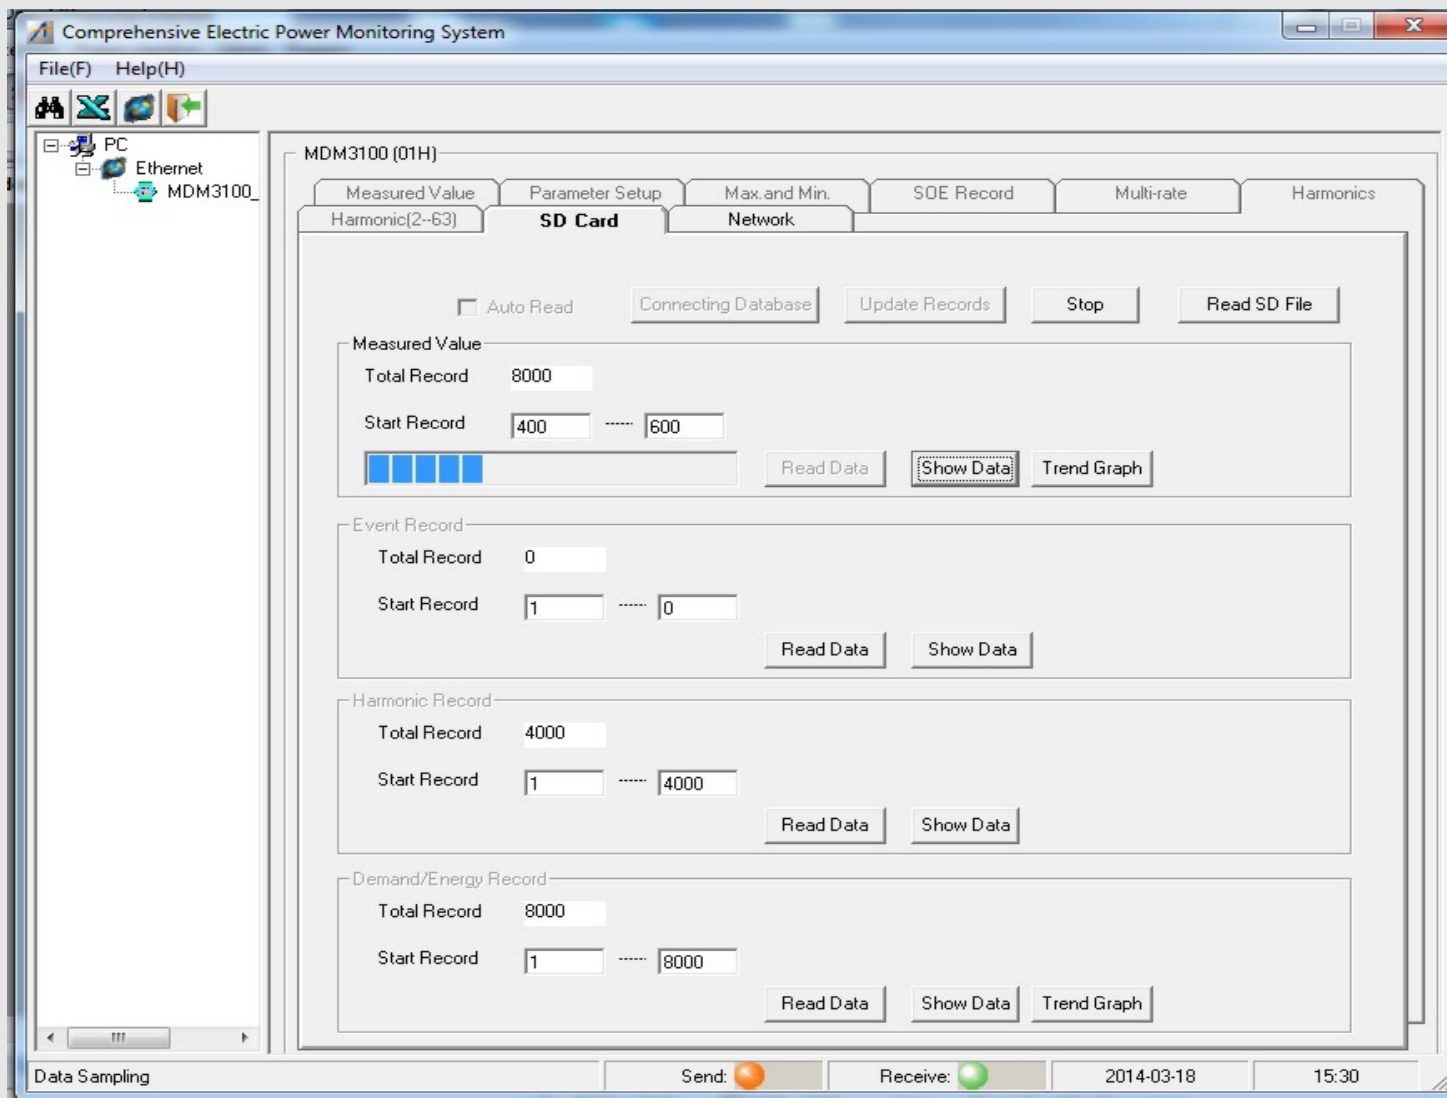 Comprehensive Electric Power Monitoring System
File(F) Help(H)
PC
Ethernet
MDM3100_
MDM3100 (01H)
Measured Value Parameter Setup Max.and Min. SOE Record Multi-rate Harmonics
Harmonic(2--63) SD Card Network
Auto Read Connecting Database Update Records Stop Read SD File
Measured Value
Total Record 8000
Start Record 400 ----- 600
Read Data Show Data Trend Graph
Event Record
Total Record 0
Start Record 1 ----- 0
Read Data Show Data
Harmonic Record
Total Record 4000
Start Record 1 ----- 4000
Read Data Show Data
Demand/Energy Record
Total Record 8000
Start Record 1 ----- 8000
Read Data Show Data Trend Graph
Data Sampling Send: Receive: 2014-03-18 15:30